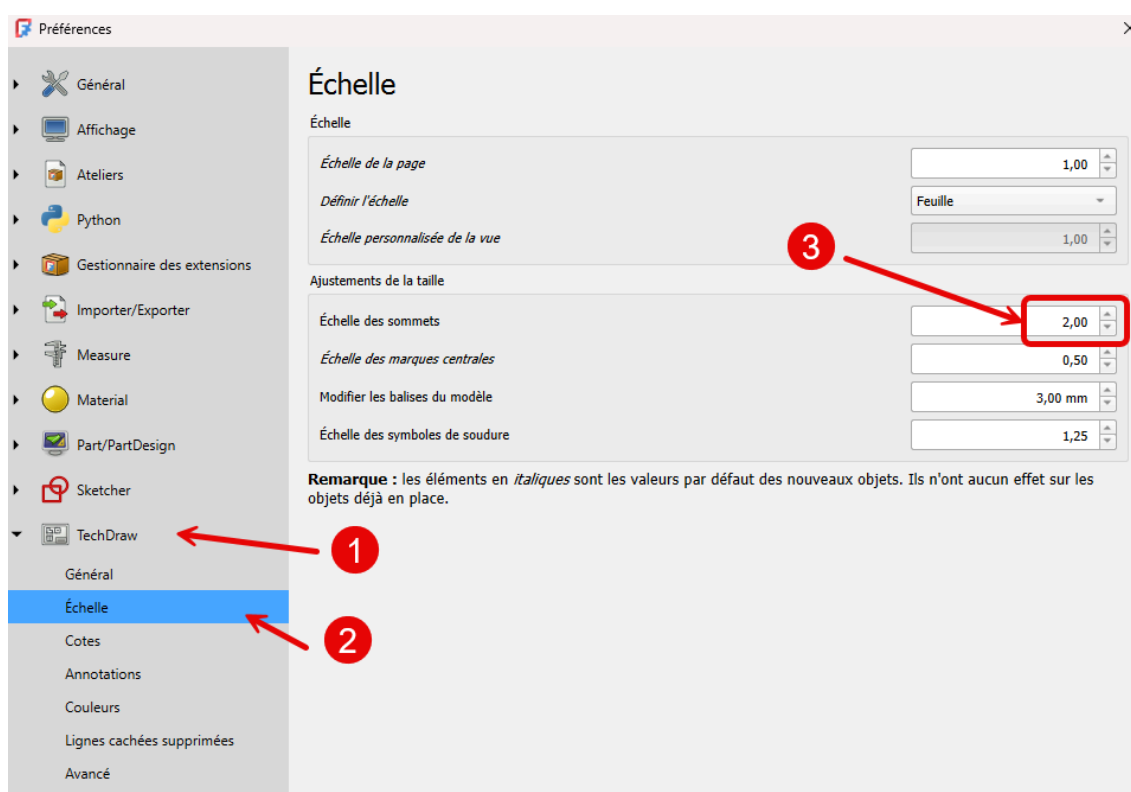 Préférences
Général
Affichage
Ateliers
Python
Gestionnaire des extensions
Importer/Exporter
Measure
Material
Part/PartDesign
Sketcher
TechDraw
Général
Échelle
Cotes
Annotations
Couleurs
Lignes cachées supprimées
Avancé
1
2
Échelle
Échelle
Échelle de la page 1,00
Définir l'échelle Feuille
Échelle personnalisée de la vue 1,00
3
Ajustements de la taille
Échelle des sommets 2,00
Échelle des marques centrales 0,50
Modifier les balises du modèle 3,00 mm
Échelle des symboles de soudure 1,25
Remarque : les éléments en italiques sont les valeurs par défaut des nouveaux objets. Ils n'ont aucun effet sur les
objets déjà en place.